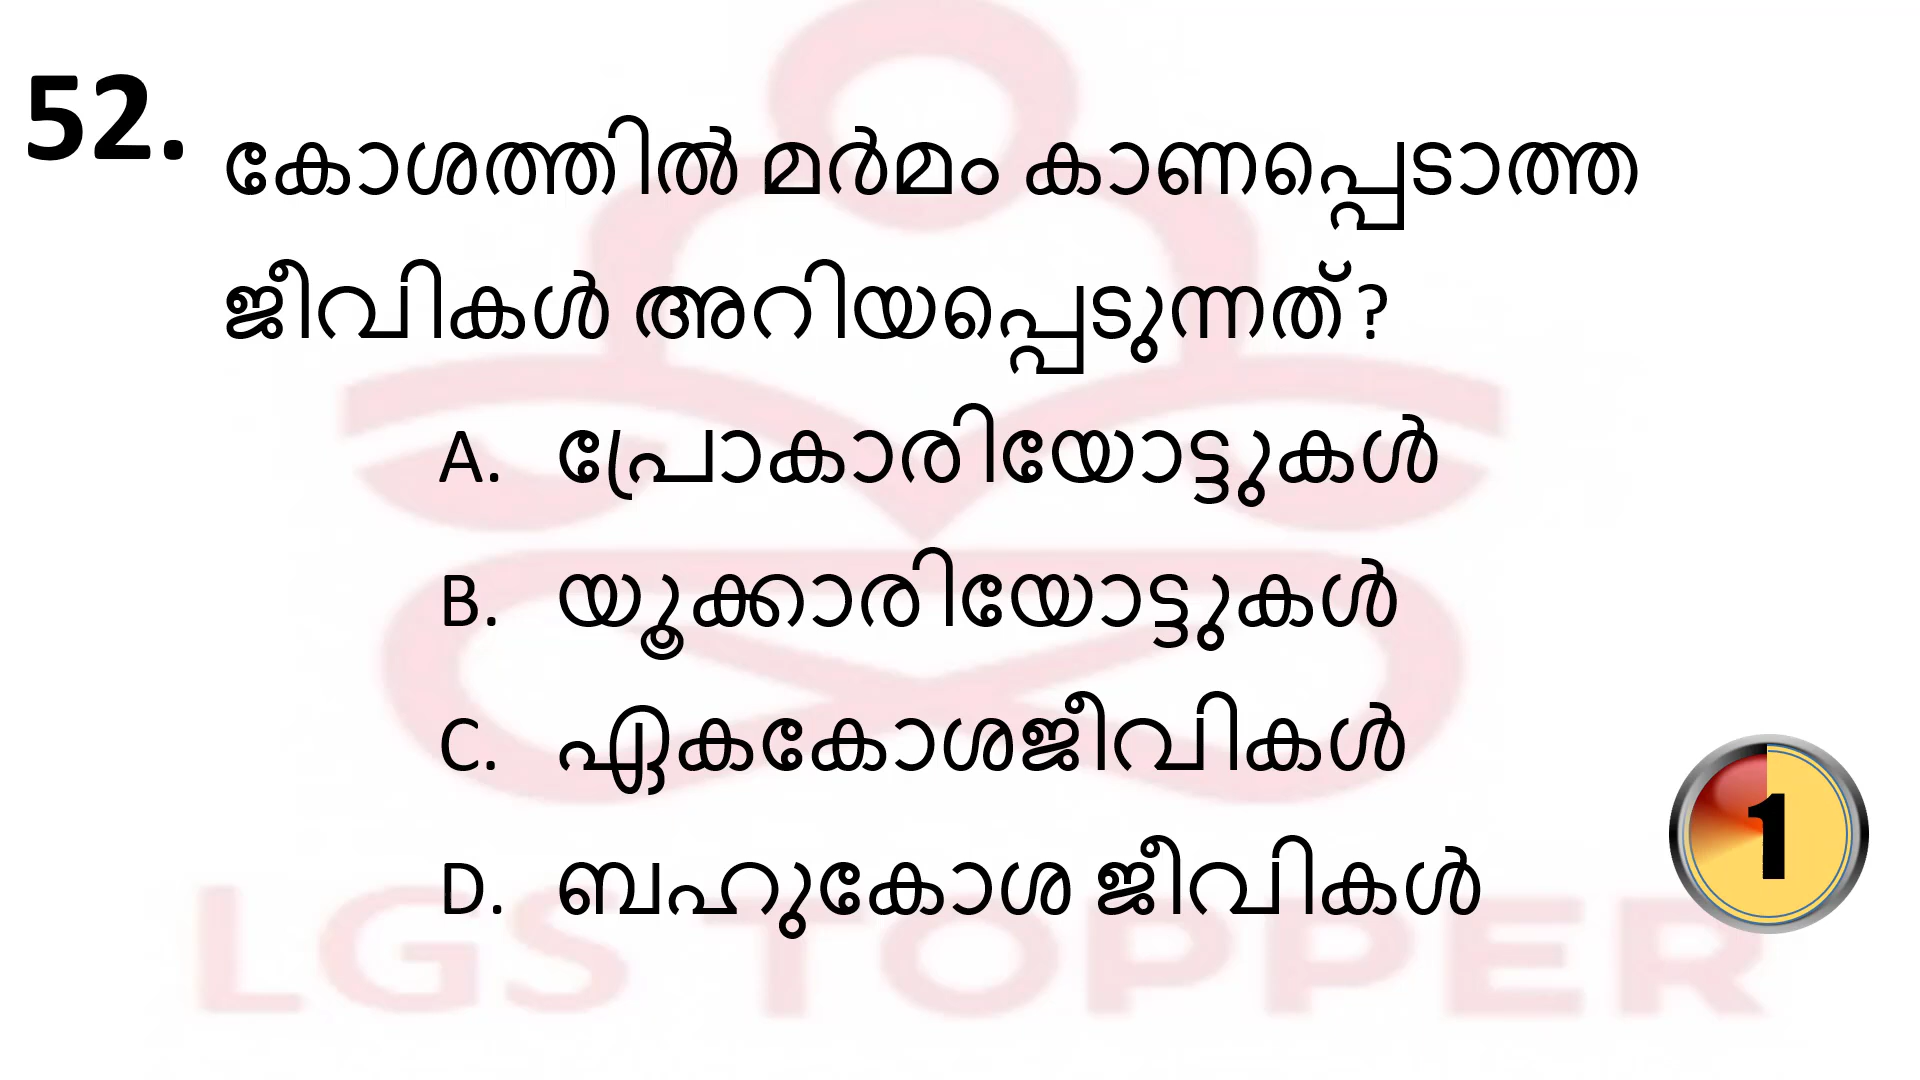 52. കോശത്തിൽ മർമം കാണപ്പെടാത്ത
ജീവികൾ അറിയപ്പെടുന്നത്?
A. പ്രോകാരിയോട്ടുകൾ
B. യൂക്കാരിയോട്ടുകൾ
C. ഏകകോശജീവികൾ
D. ബഹുകോശ ജീവികൾ
1
LGS TOPPER